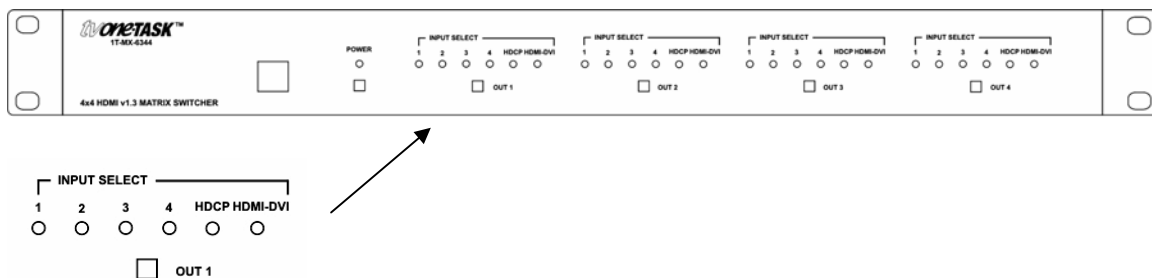 tvONE-TASK™
1T-MX-6344
POWER
INPUT SELECT
1 2 3 4 HDCP HDMI-DVI
OUT 1
INPUT SELECT
1 2 3 4 HDCP HDMI-DVI
OUT 2
INPUT SELECT
1 2 3 4 HDCP HDMI-DVI
OUT 3
INPUT SELECT
1 2 3 4 HDCP HDMI-DVI
OUT 4
4x4 HDMI v1.3 MATRIX SWITCHER
INPUT SELECT
1 2 3 4 HDCP HDMI-DVI
OUT 1